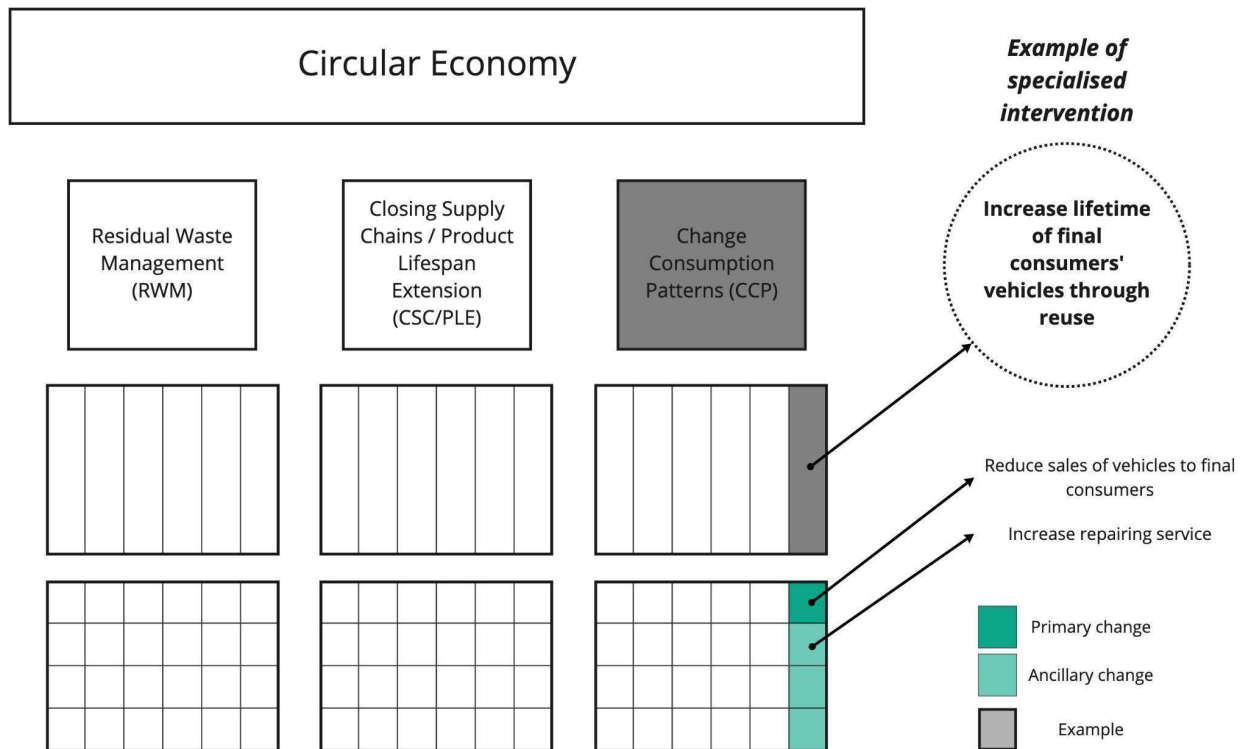 Circular Economy
Example of
specialised
intervention
Residual Waste
Management
(RWM)
Closing Supply
Chains / Product
Lifespan
Extension
(CSC/PLE)
Change
Consumption
Patterns (CCP)
Increase lifetime
of final
consumers'
vehicles through
reuse
Reduce sales of vehicles to final
consumers
Increase repairing service
Primary change
Ancillary change
Example